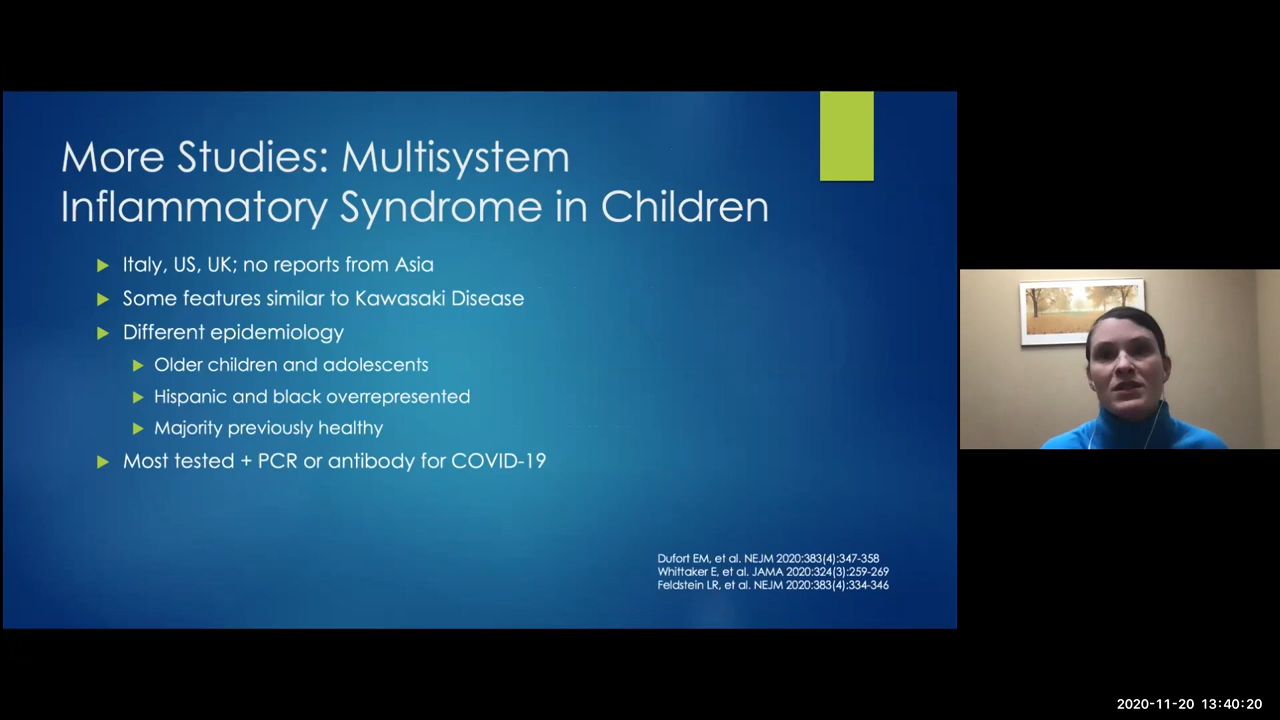 More Studies: Multisystem
Inflammatory Syndrome in Children
Italy, US, UK; no reports from Asia
Some features similar to Kawasaki Disease
Different epidemiology
Older children and adolescents
Hispanic and black overrepresented
Majority previously healthy
Most tested + PCR or antibody for COVID-19
Dufort EM, et al. NEJM 2020:383(4):347-358
Whittaker E, et al. JAMA 2020:324(3):259-269
Feldstein LR, et al. NEJM 2020:383(4):334-346
2020-11-20 13:40:20